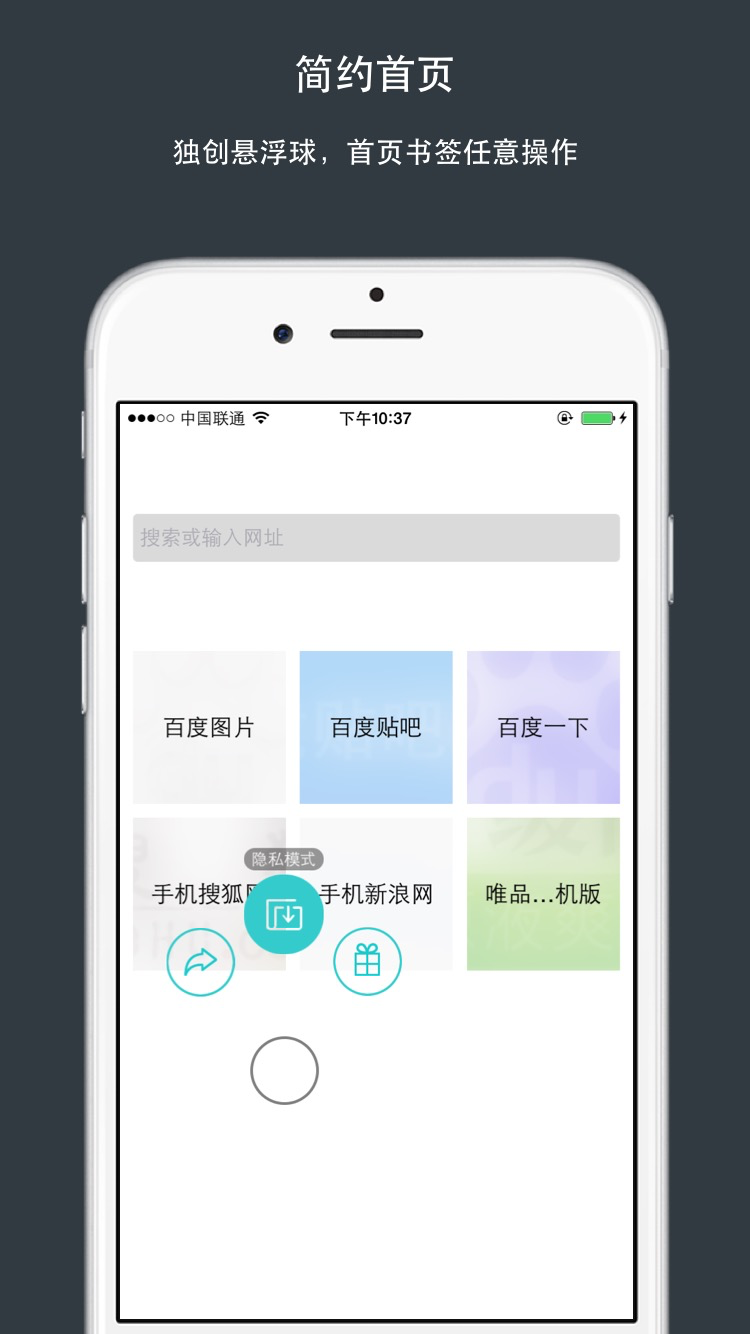 简约首页
独创悬浮球，首页书签任意操作
中国联通 下午10:37
搜索或输入网址
百度图片 百度贴吧 百度一下
隐私模式
手机搜狐 手机新浪网 唯品...机版